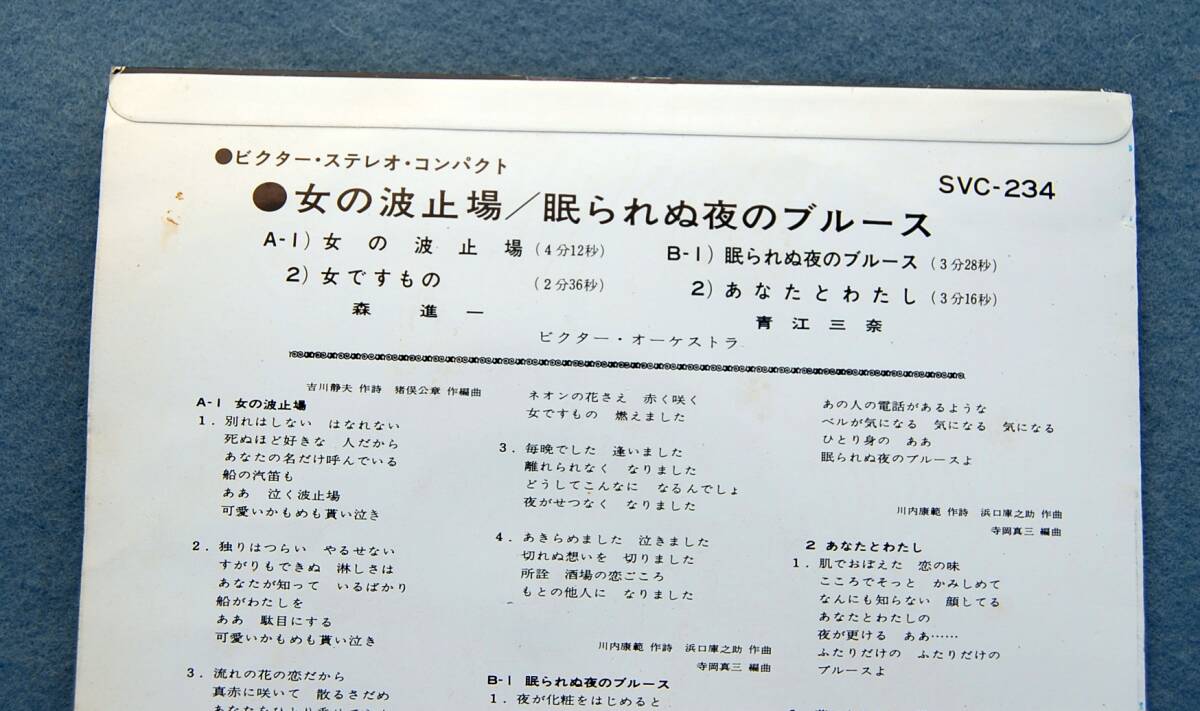 ●ビクター・ステレオ・コンパクト
SVC-234
●女の波止場/眠られぬ夜のブルース
A-1) 女の波止場 (4分12秒)
2) 女ですもの (2分36秒)
森進一
B-1) 眠られぬ夜のブルース (3分28秒)
2) あなたとわたし (3分16秒)
青江三奈
ビクター・オーケストラ
吉川静夫 作詩 猪俣公章 作編曲
A-1 女の波止場
1. 別れはしない はなれない
死ぬほど好きな 人だから
あなたの名だけ呼んでいる
船の汽笛も
ああ 泣く波止場
可愛いかもめも貰い泣き
2. 独りはつらい やるせない
すがりもできぬ 淋しさは
あなたが知って いるばかり
船がわたしを
ああ 駄目にする
可愛いかもめも貰い泣き
3. 流れの花の恋だから
真赤に咲いて 散るさだめ
ネオンの花さえ 赤く咲く
女ですもの 燃えました
3. 毎晩でした 逢いました
離れられなく なりました
どうしてこんなに なるんでしょ
夜がせつなく なりました
4. あきらめました 泣きました
切れぬ想いを 切りました
所詮 酒場の恋ごころ
もとの他人に なりました
川内康範 作詩 浜口庫之助 作曲
寺岡真三 編曲
B-1 眠られぬ夜のブルース
1. 夜が化粧をはじめると
あの人の電話があるような
ベルが気になる 気になる 気になる
ひとり身の ああ
眠られぬ夜のブルースよ
川内康範 作詩 浜口庫之助 作曲
寺岡真三 編曲
2 あなたとわたし
1. 肌でおぼえた 恋の味
こころでそっと かみしめて
なんにも知らない 顔してる
あなたとわたしの
夜が更ける ああ……
ふたりだけの ふたりだけの
ブルースよ